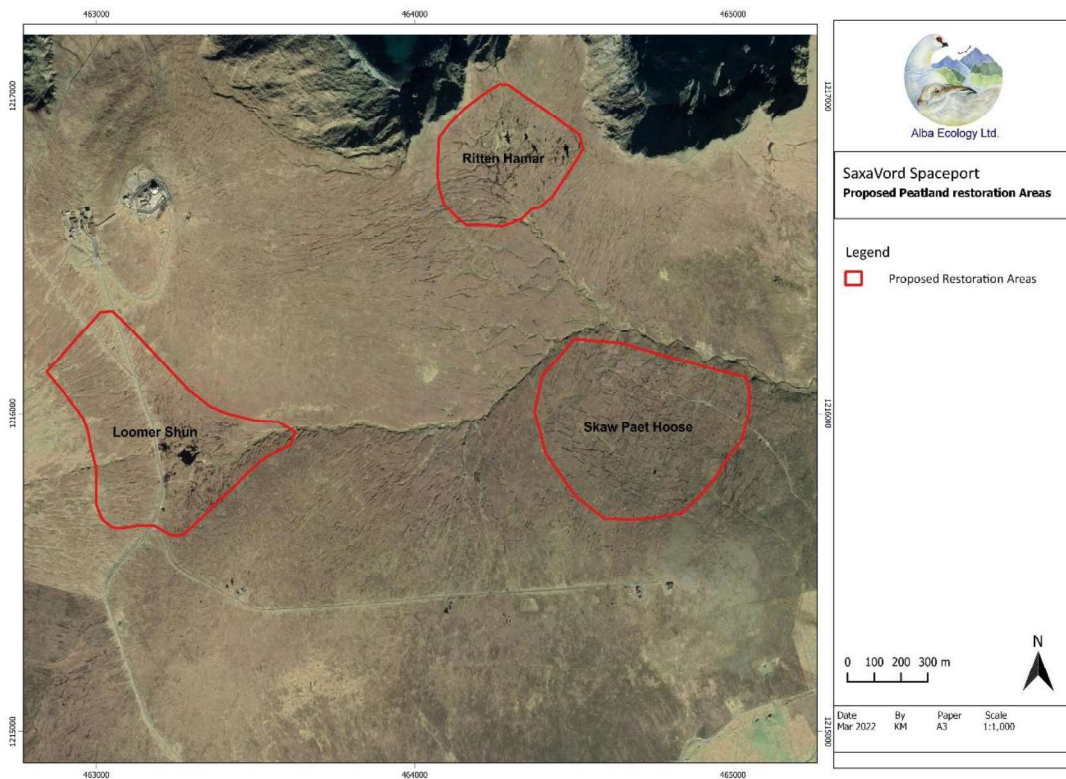 463000
464000
465000
1217000
1217000
Ritten Hamar
Alba Ecology Ltd.
SaxaVord Spaceport
Proposed Peatland restoration Areas
Legend
Proposed Restoration Areas
1216000
1216000
Loomer Shun
Skaw Paet Hoose
N
0 100 200 300 m
Date By Paper Scale
Mar 2022 KM A3 1:1,000
1215000
1215000
463000
464000
465000